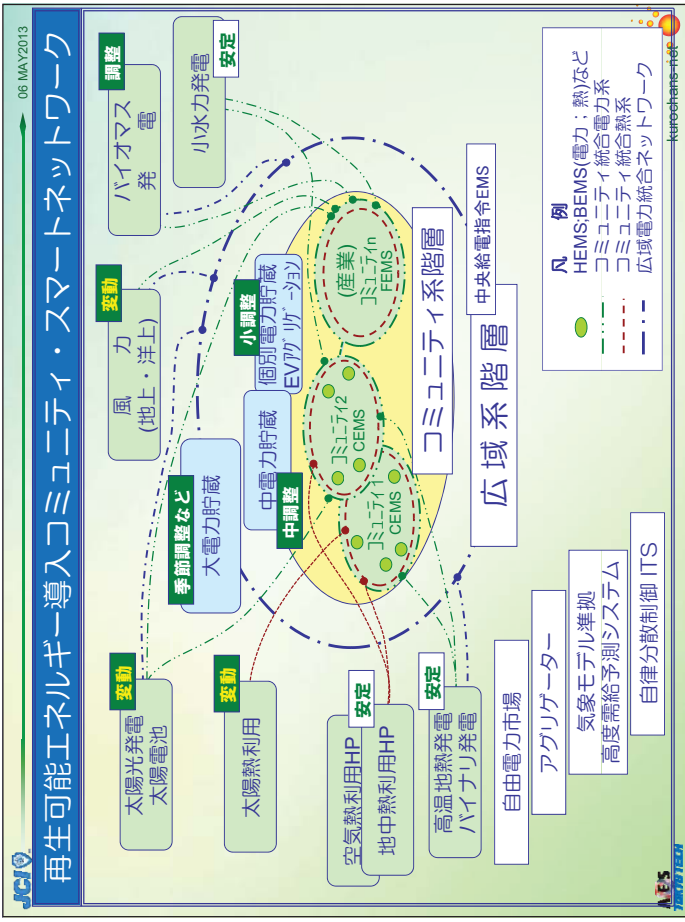 JCI
06 MAY2013
再生可能エネルギー導入コミュニティ・スマートネットワーク
太陽光発電
太陽電池
変動
風 力
(地上・洋上)
変動
バイオマス
発 電
調整
小水力発電
安定
季節調整など
大電力貯蔵
太陽熱利用
変動
中電力貯蔵
中調整
小調整
個別電力貯蔵
EVアグリゲーション
空気熱利用HP
地中熱利用HP
安定
コミュニティ1
CEMS
コミュニティ2
CEMS
(産業)
コミュニティn
FEMS
高温地熱発電
バイナリ発電
安定
コミュニティ系階層
中央給電指令EMS
広域系階層
自由電力市場
アグリゲーター
気象モデル準拠
高度需給予測システム
自律分散制御 ITS
凡 例
HEMS;BEMS(電力；熱)など
コミュニティ統合電力系
コミュニティ統合熱系
広域電力統合ネットワーク
AES
TOKYO TECH
kurochans-net